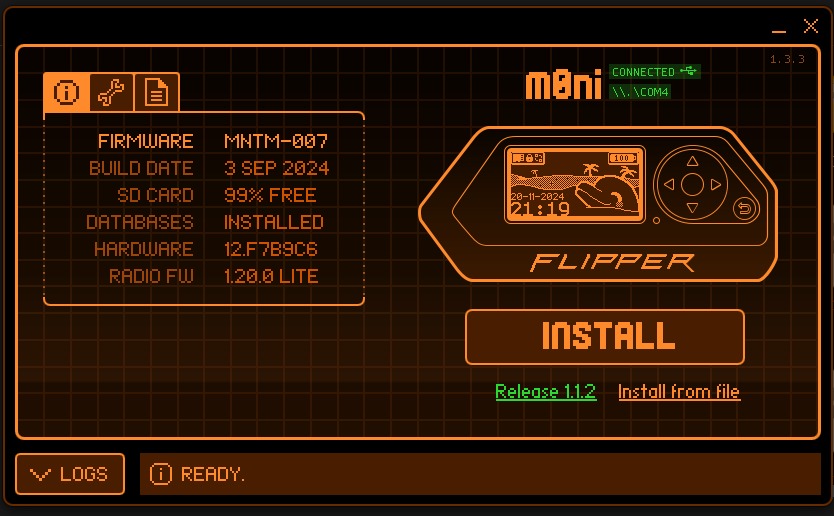 1.3.3
m0ni
CONNECTED
\\.\COM4
FIRMWARE MNTM-007
BUILD DATE 3 SEP 2024
SD CARD 99% FREE
DATABASES INSTALLED
HARDWARE 12.F7B9C6
RADIO FW 1.20.0 LITE
100
20-11-2024
21:19
FLIPPER
INSTALL
Release 1.1.2 Install from file
LOGS
READY.